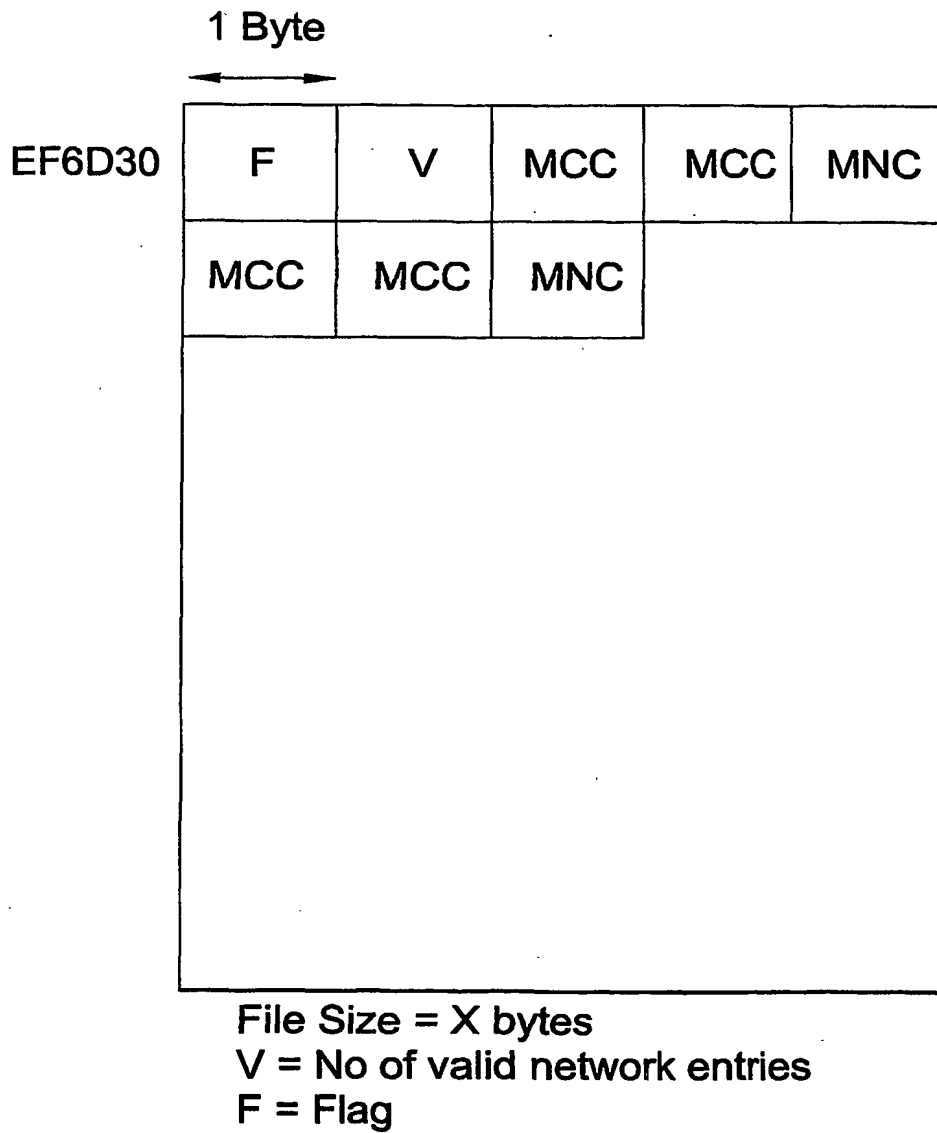 1 Byte
EF6D30 F V MCC MCC MNC
MCC MCC MNC
File Size = X bytes
V = No of valid network entries
F = Flag